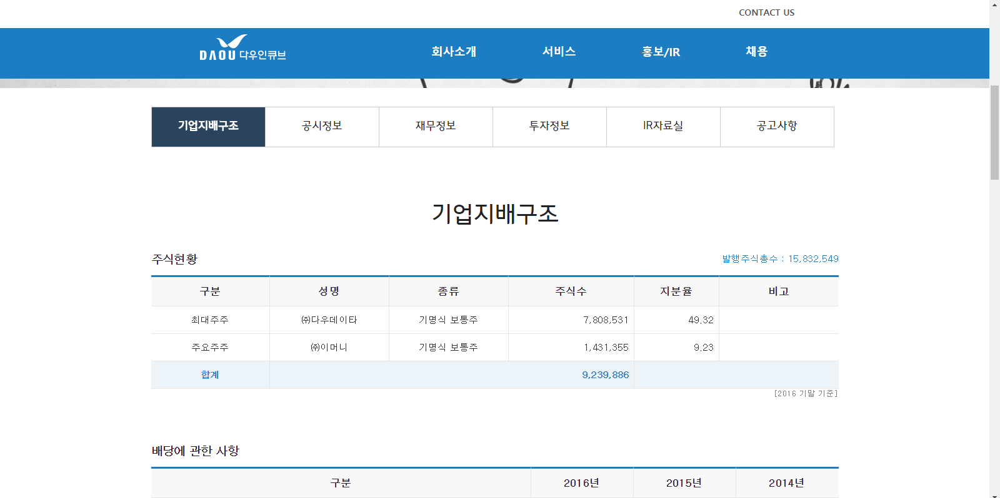 CONTACT US
DAOU 다우인큐브
회사소개 서비스 홍보/IR 채용
기업지배구조 공시정보 재무정보 투자정보 IR자료실 공고사항
기업지배구조
주식현황 발행주식총수 : 15,832,549
구분 성명 종류 주식수 지분율 비고
최대주주 ㈜다우데이타 기명식 보통주 7,808,531 49.32
주요주주 ㈜이머니 기명식 보통주 1,431,355 9.23
합계 9,239,886
[2016 기말 기준]
배당에 관한 사항
구분 2016년 2015년 2014년